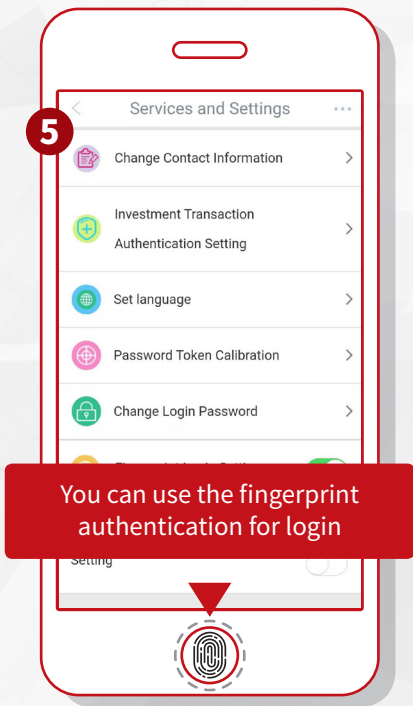 Services and Settings
5
Change Contact Information
Investment Transaction
Authentication Setting
Set language
Password Token Calibration
Change Login Password
You can use the fingerprint
authentication for login
Setting